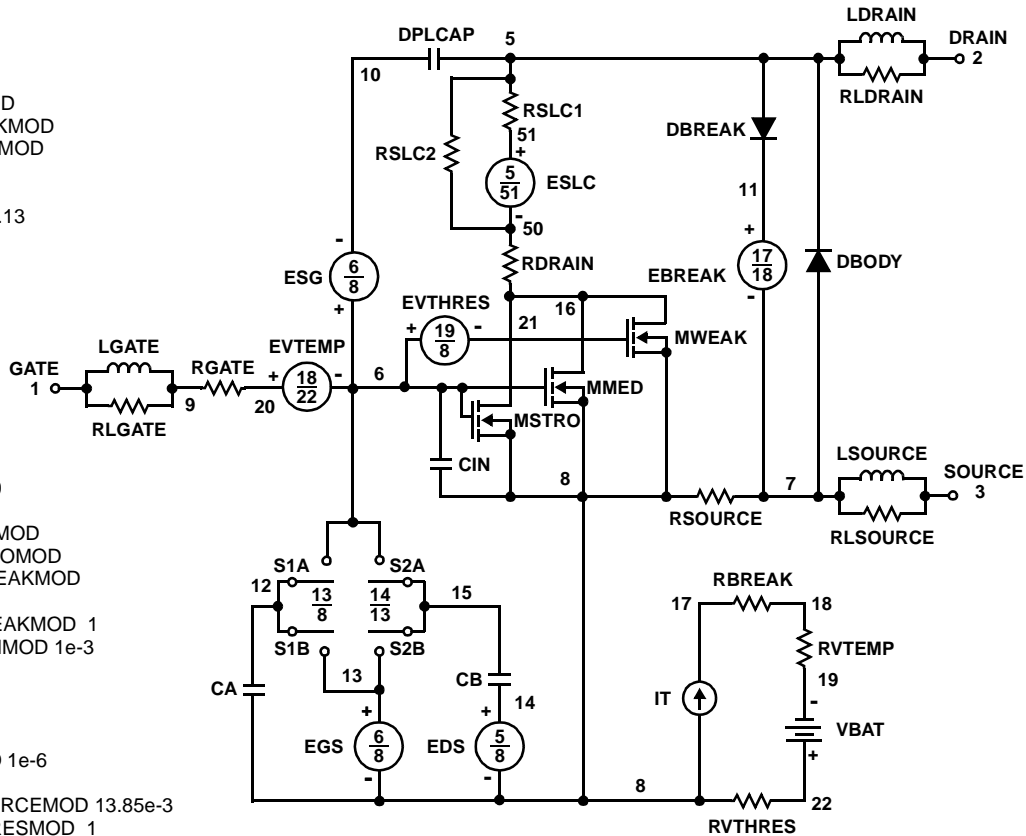 LDRAIN
DPLCAP 5 DRAIN
10 2
RLDRAIN
RSLC1
DBREAK
51
RSLC2 +
5
51
ESLC
11
- 50
- +
RDRAIN
17
18
DBODY
6
8
ESG EBREAK
EVTHRES 16 -
+ 21
+ 19
8 -
MWEAK
LGATE EVTEMP
GATE RGATE + 18
22 - 6
1 MMED
9 20
RLGATE MSTRO
LSOURCE
CIN SOURCE
8 7 3
RSOURCE
RLSOURCE
S1A S2A
12 13
8 14
13 15
RBREAK
17 18
S1B S2B
RVTEMP
13
CA CB 19
IT
14 -
+ +
VBAT
6
8 5
8
EGS EDS +
- - 8
22
RVTHRES
D
KMOD
MOD
.13
MOD
OMOD
EAKMOD
EAKMOD 1
MOD 1e-3
1e-6
RCEMOD 13.85e-3
RESMOD 1